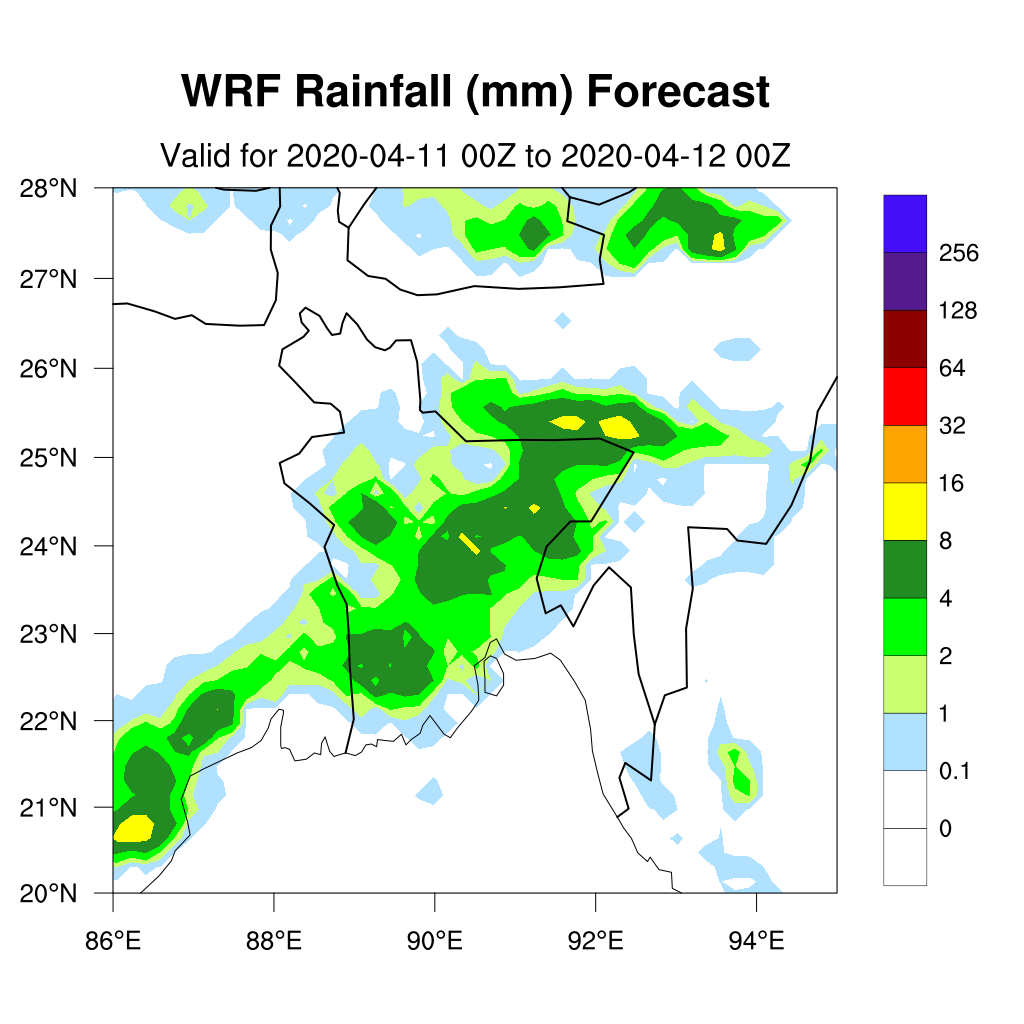 WRF Rainfall (mm) Forecast
Valid for 2020-04-11 00Z to 2020-04-12 00Z
28°N
27°N
26°N
25°N
24°N
23°N
22°N
21°N
20°N
86°E 88°E 90°E 92°E 94°E
256
128
64
32
16
8
4
2
1
0.1
0